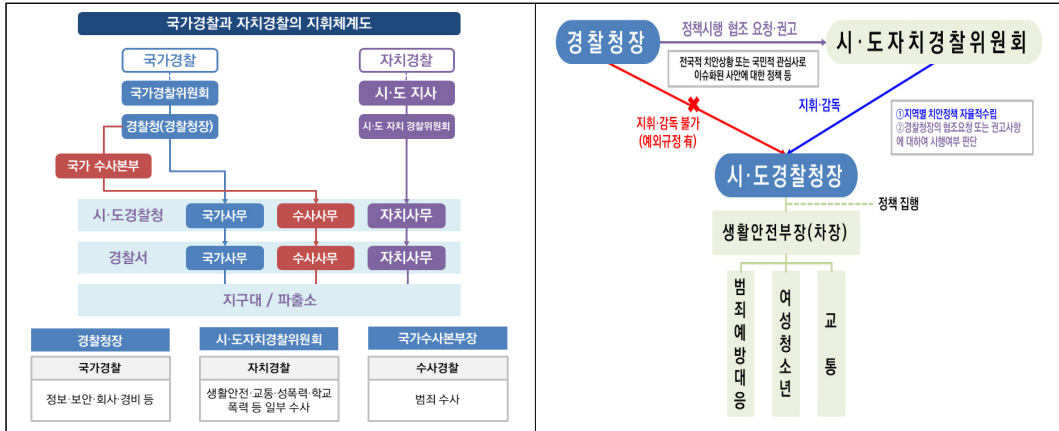 국가경찰과 자치경찰의 지휘체계도
국가경찰
자치경찰
국가경찰위원회
시·도 지사
경찰청(경찰청장)
시·도 자치 경찰위원회
국가 수사본부
시·도경찰청
국가사무
수사사무
자치사무
경찰서
국가사무
수사사무
자치사무
지구대 / 파출소
경찰청장
국가경찰
정보·보안·회사·경비 등
시·도자치경찰위원회
자치경찰
생활안전·교통·성폭력·학교
폭력 등 일부 수사
국가수사본부장
수사경찰
범죄 수사
경찰청장
정책시행 협조 요청·권고
시·도자치경찰위원회
전국적 치안상황 또는 국민적 관심사로
이슈화된 사안에 대한 정책 등
지휘·감독 불가
(예외규정 有)
지휘·감독
①지역별 치안정책 자율적수립
②경찰청장의 협조요청 또는 권고사항
에 대하여 시행여부 판단
시·도경찰청장
정책 집행
생활안전부장(차장)
범죄예방대응
여성청소년
교통